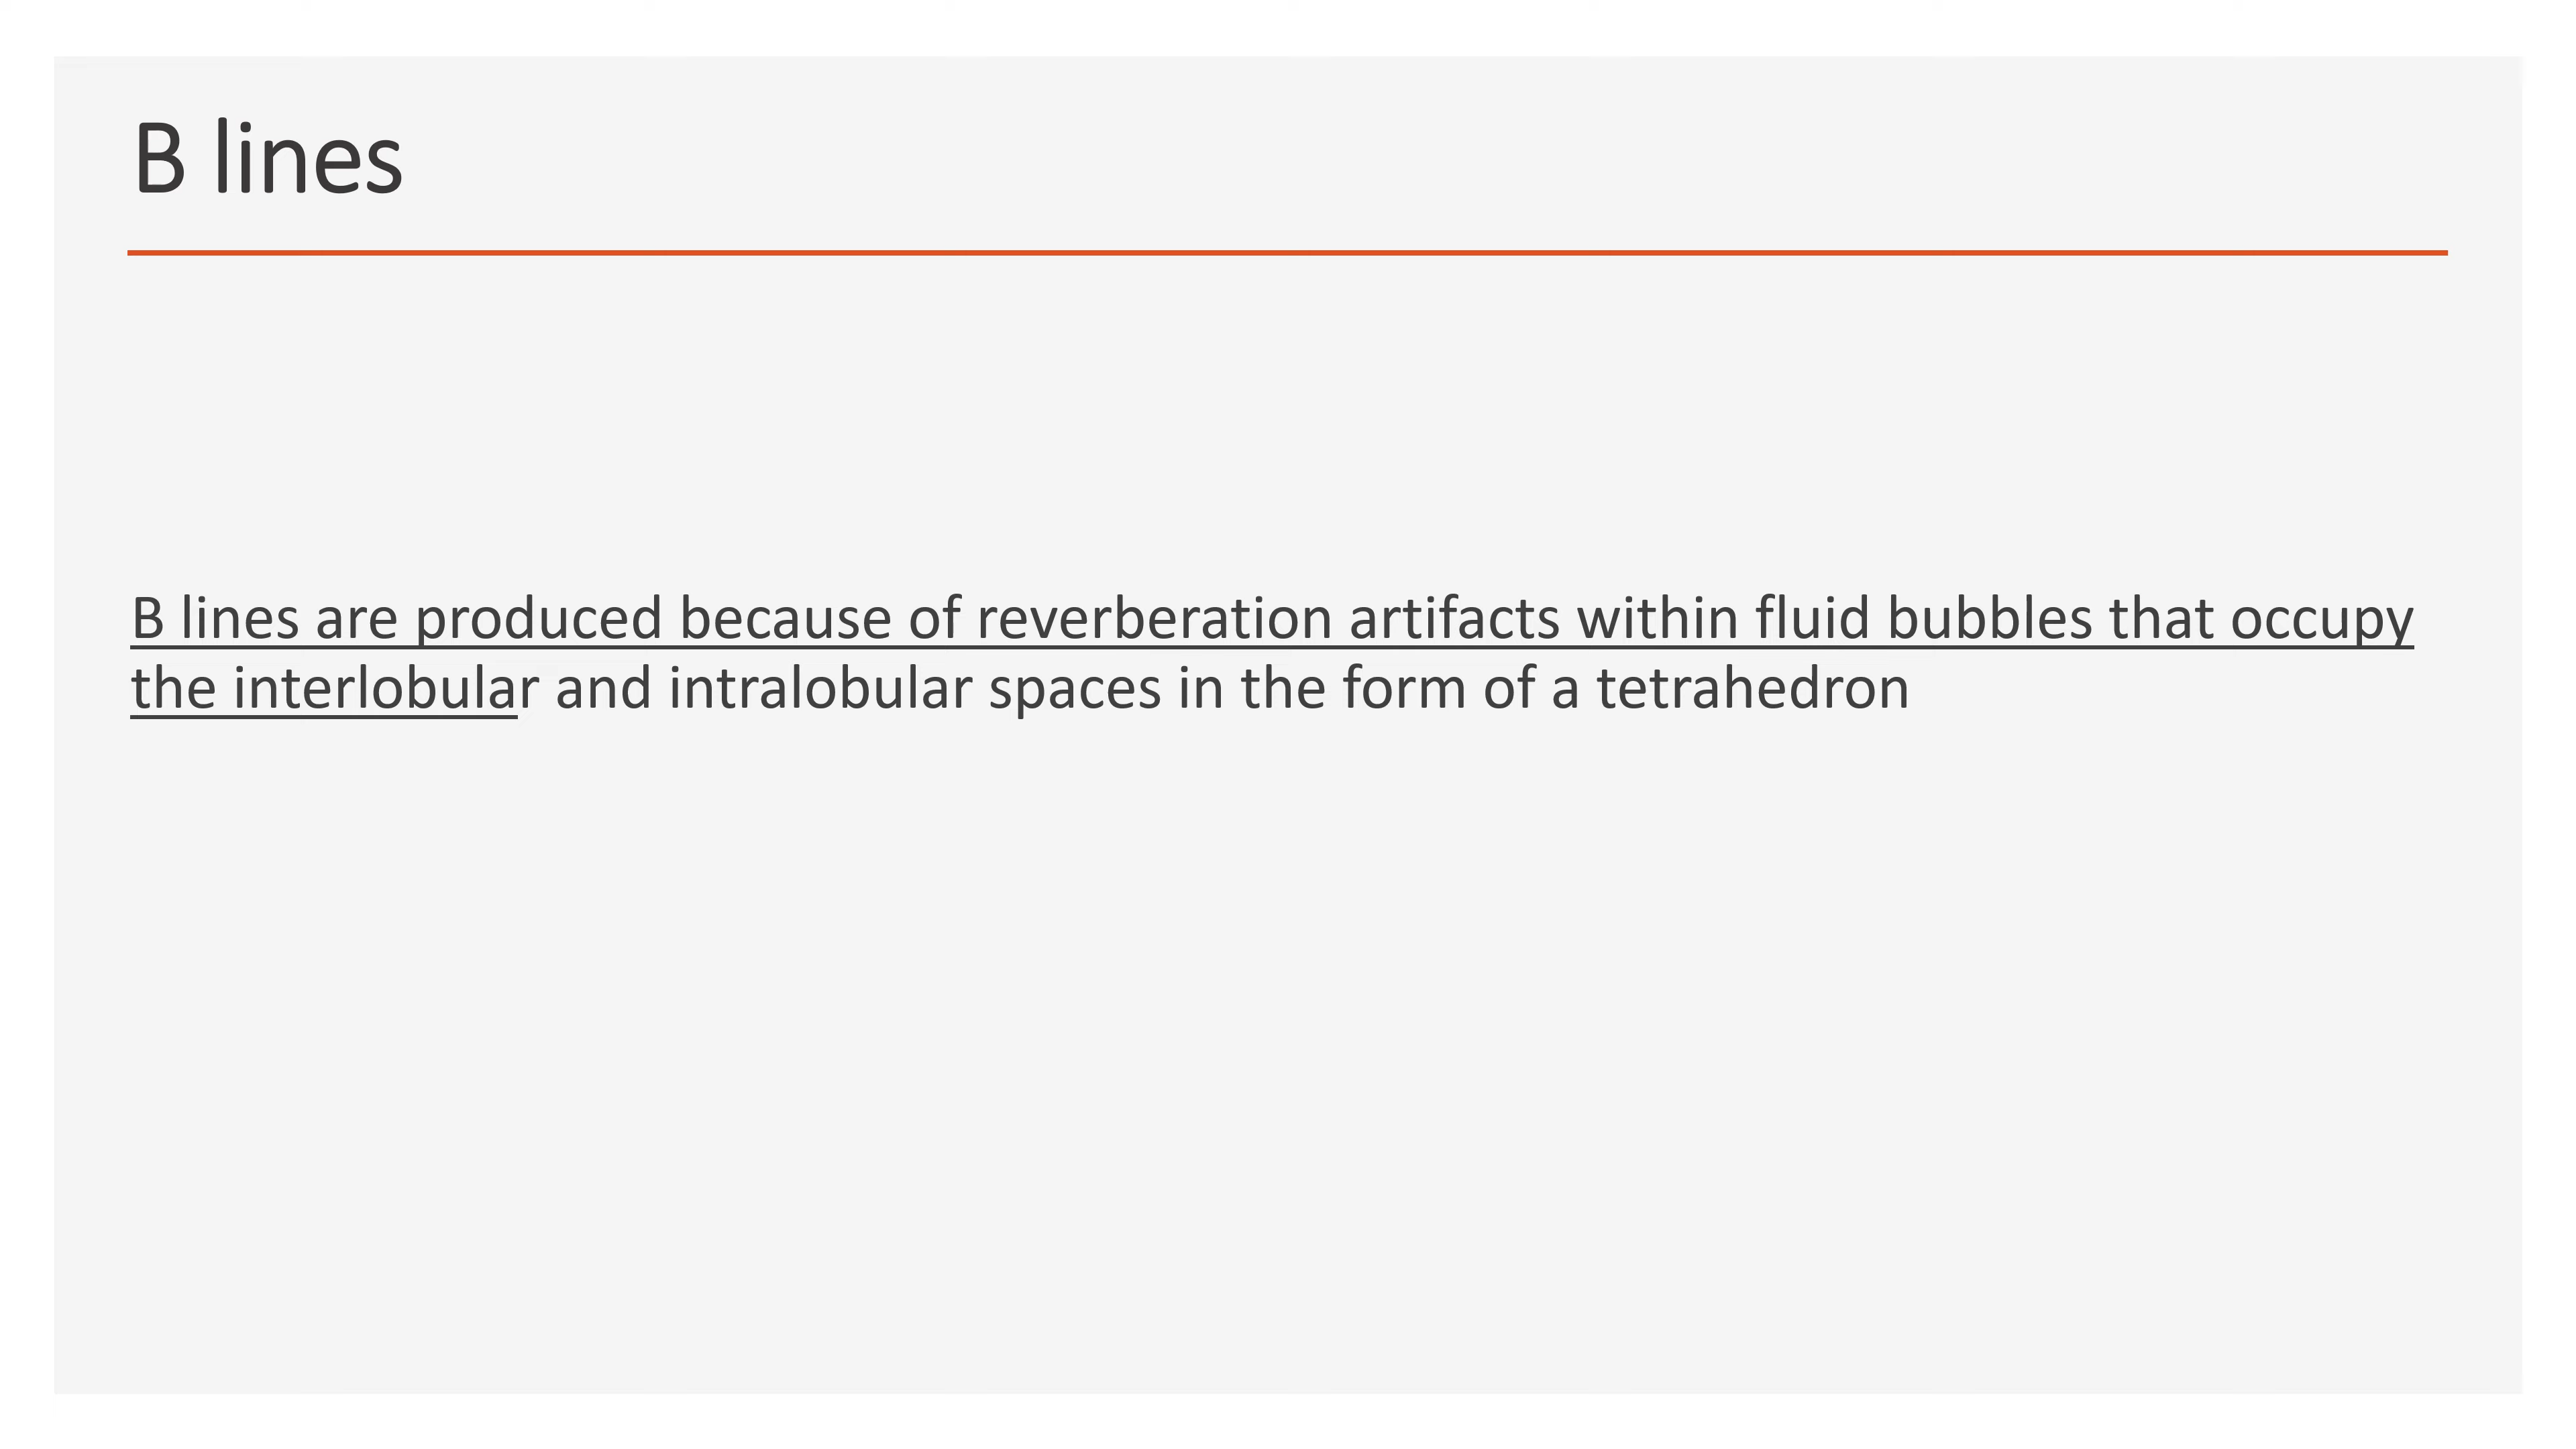 B lines
B lines are produced because of reverberation artifacts within fluid bubbles that occupy
the interlobular and intralobular spaces in the form of a tetrahedron